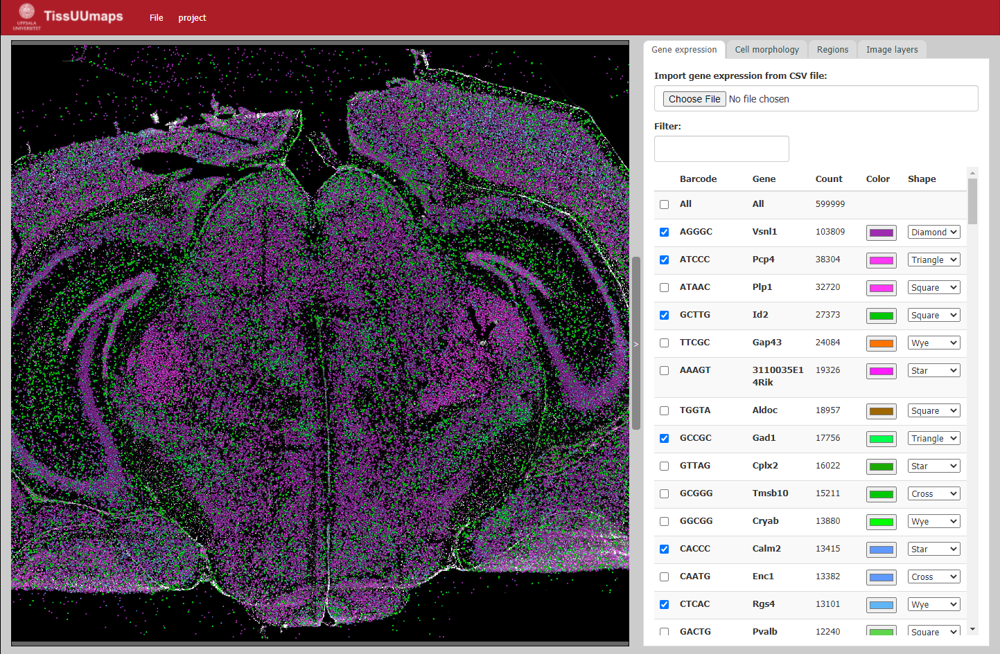 UPPSALA
UNIVERSITET
TissUUmaps
File project
Gene expression Cell morphology Regions Image layers
Import gene expression from CSV file:
Choose File No file chosen
Filter:
Barcode Gene Count Color Shape
All All 599999
AGGGC Vsnl1 103809 Diamond
ATCCC Pcp4 38304 Triangle
ATAAC Plp1 32720 Square
GCTTG Id2 27373 Square
TTCGC Gap43 24084 Wye
AAAGT 3110035E1 19326 Star
4Rik
TGGTA Aldoc 18957 Square
GCCGC Gad1 17756 Triangle
GTTAG Cplx2 16022 Star
GCGGG Tmsb10 15211 Cross
GGCGG Cryab 13880 Wye
CACCC Calm2 13415 Star
CAATG Enc1 13382 Cross
CTCAC Rgs4 13101 Wye
GACTG Pvalb 12240 Square
>